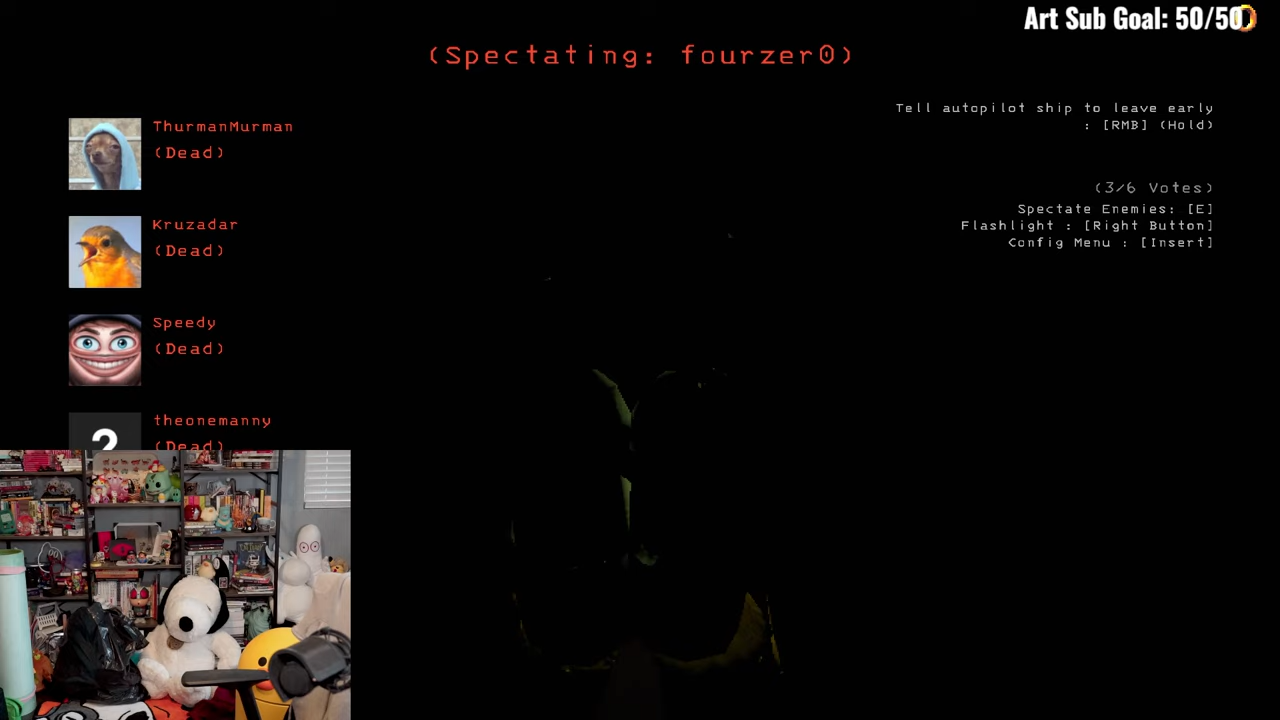 Art Sub Goal: 50/50
(Spectating: fourzer0)
Tell autopilot ship to leave early
: [RMB] (Hold)
ThurmanMurman
(Dead)
(3/6 Votes)
Spectate Enemies: [E]
Flashlight : [Right Button]
Config Menu : [Insert]
Kruzadar
(Dead)
Speedy
(Dead)
theonemanny
(Dead)
?